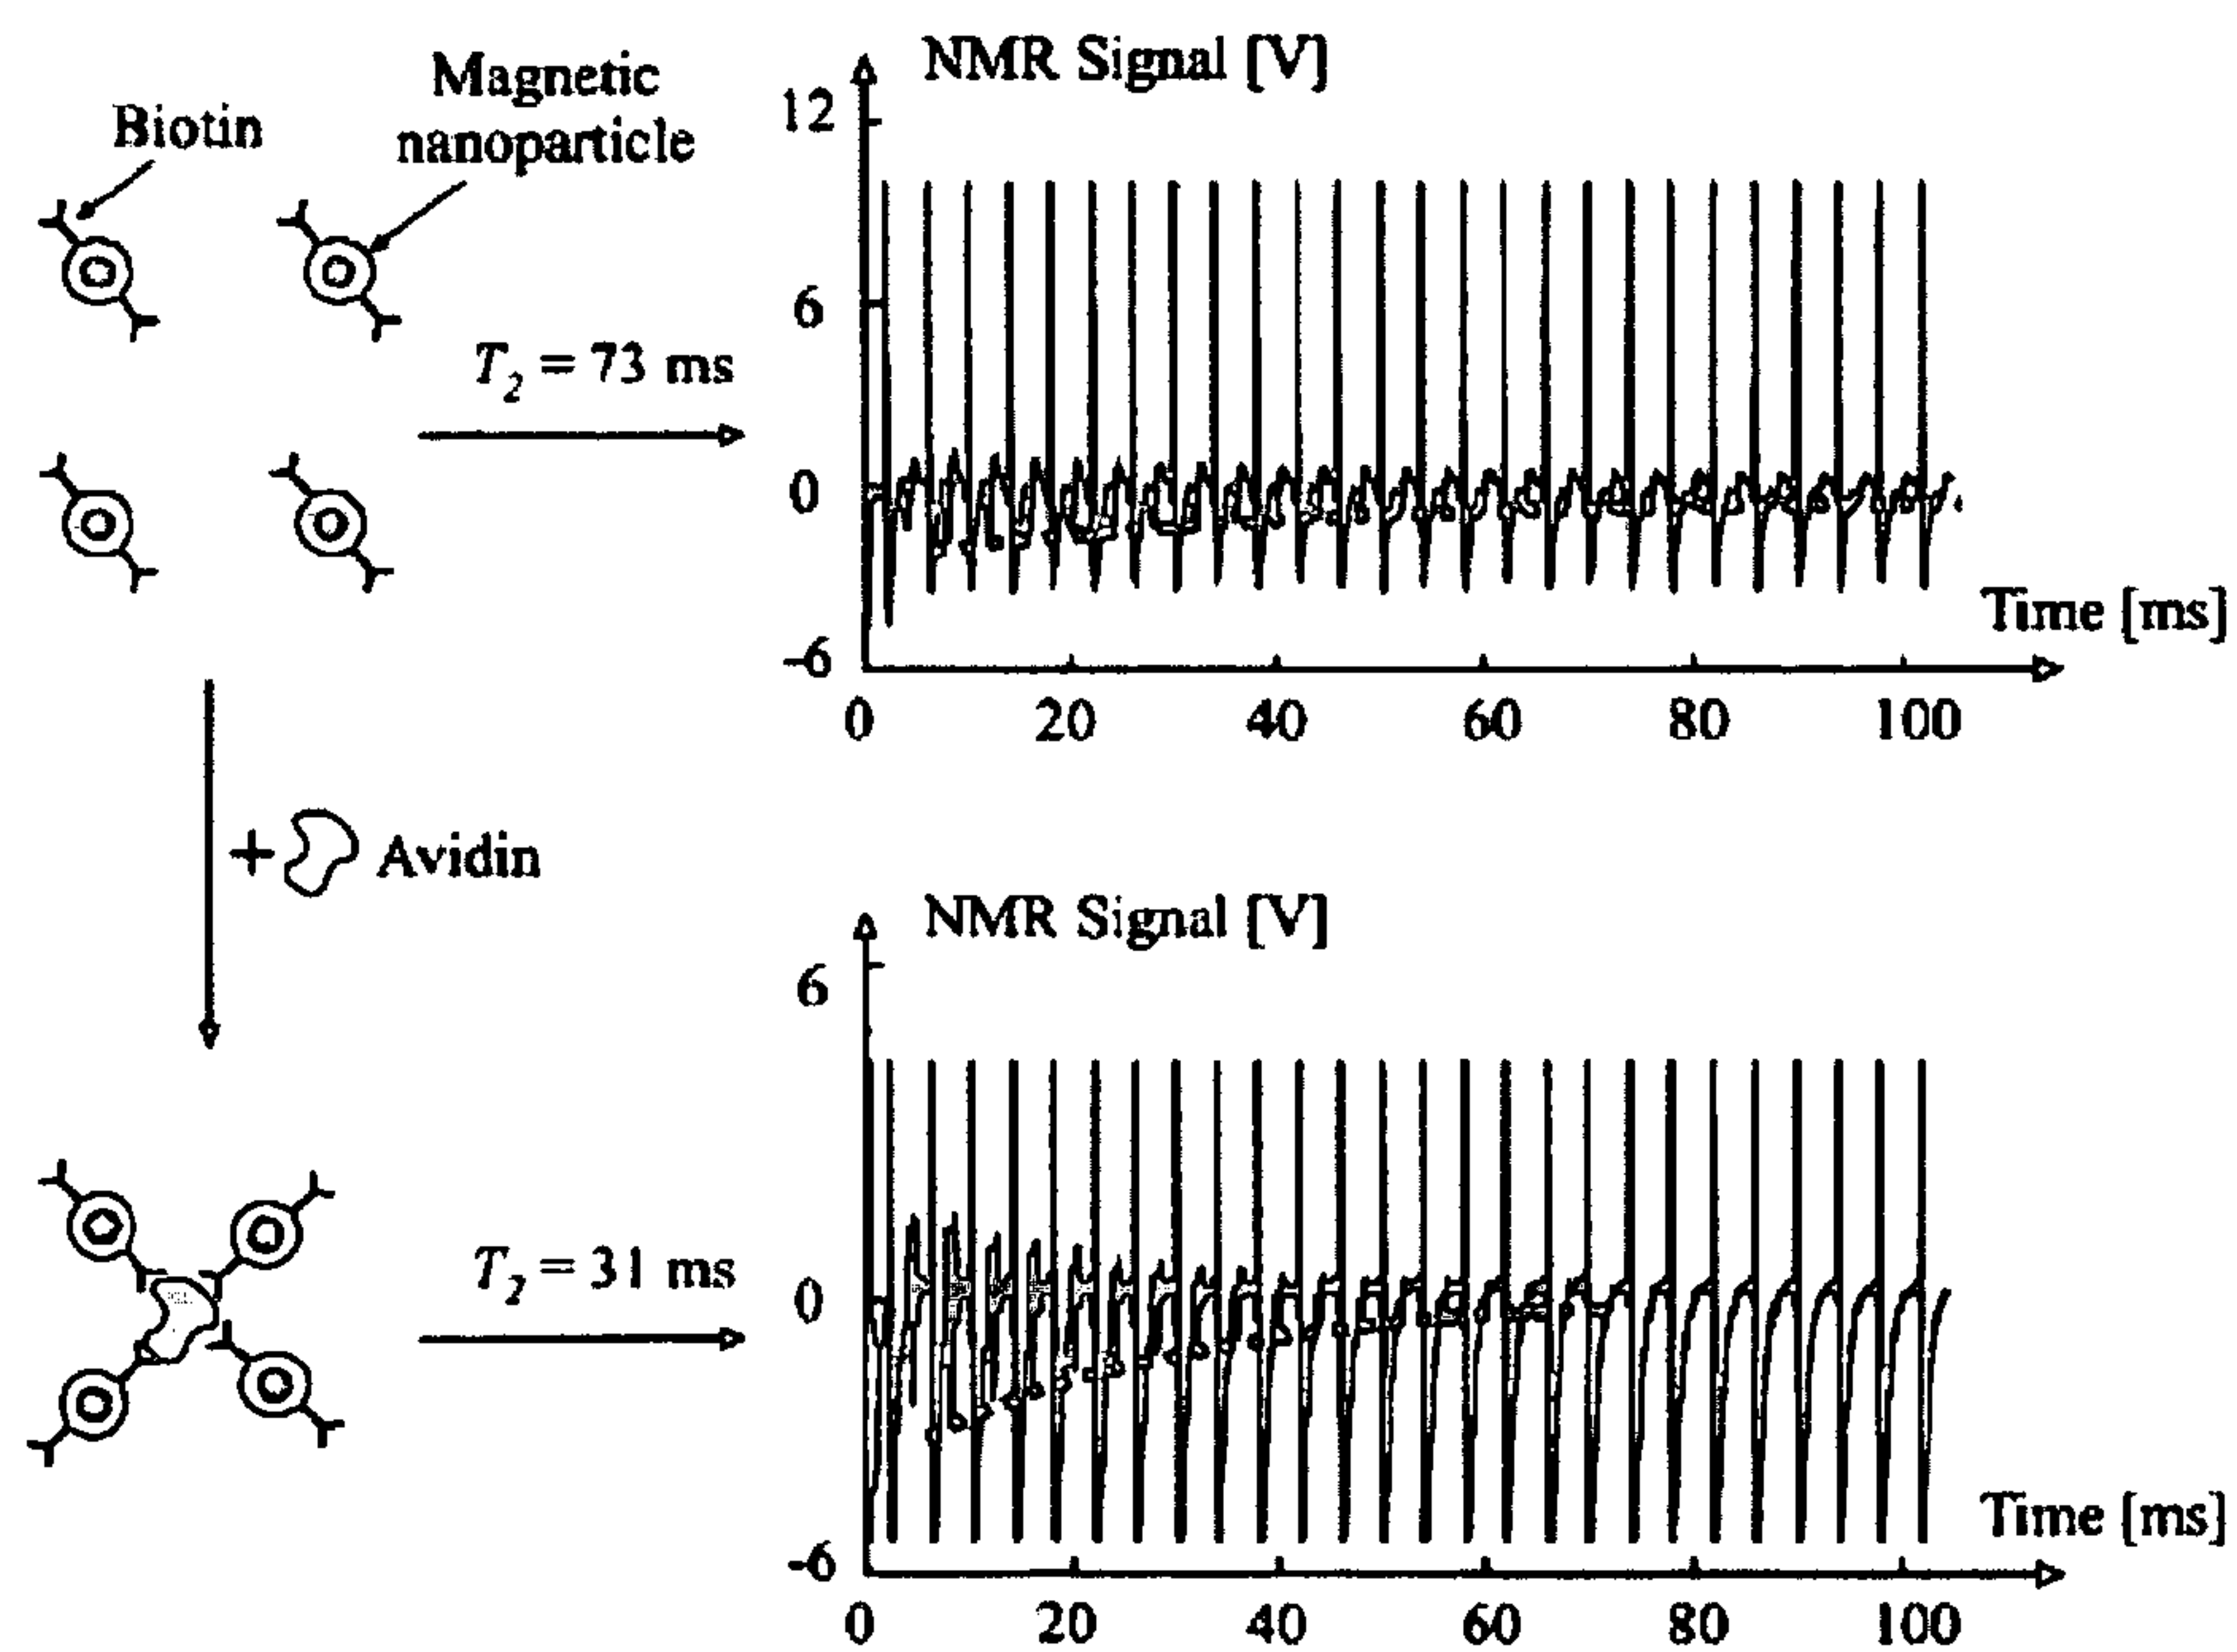 Biotin
Magnetic
nanoparticle
T2 = 73 ms
NMR Signal [V]
12
6
0
-6
0 20 40 60 80 100
Time [ms]
+ Avidin
T2 = 31 ms
NMR Signal [V]
6
0
-6
0 20 40 60 80 100
Time [ms]